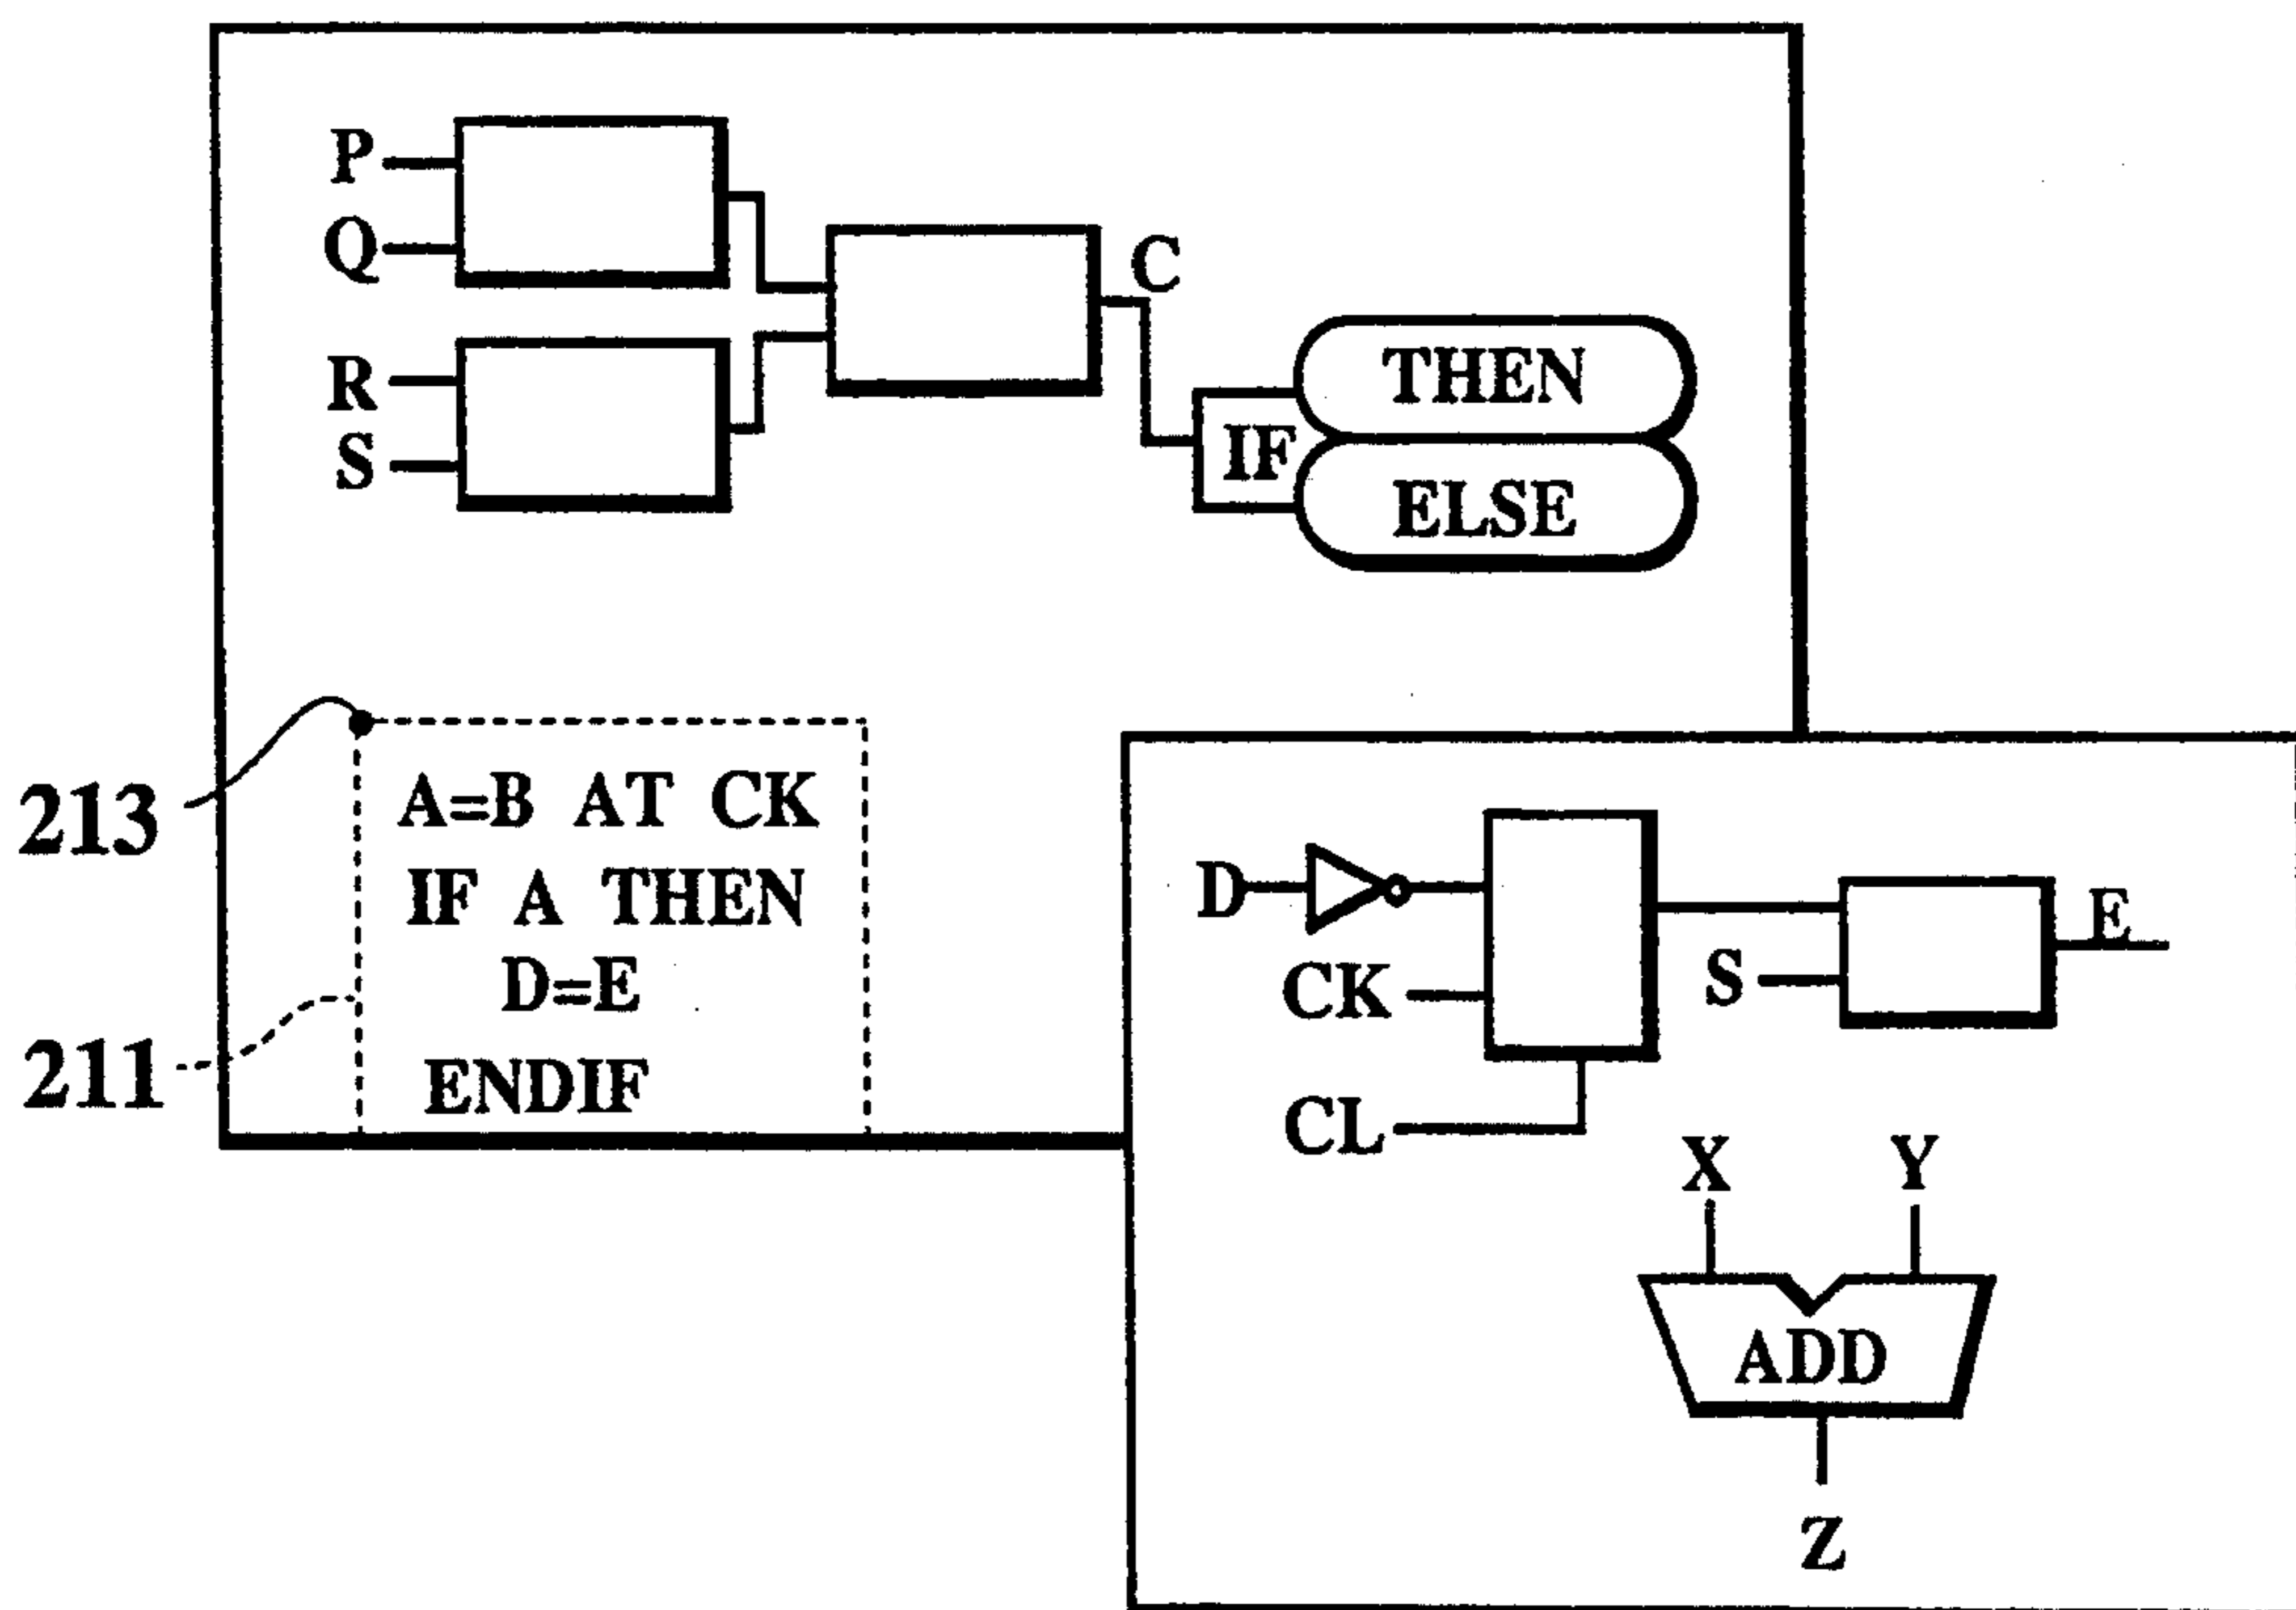 P
Q
C
R
S
THEN
IF
ELSE
213
A=B AT CK
IF A THEN
D=E
ENDIF
211
D
E
CK
S
CL
X Y
ADD
Z